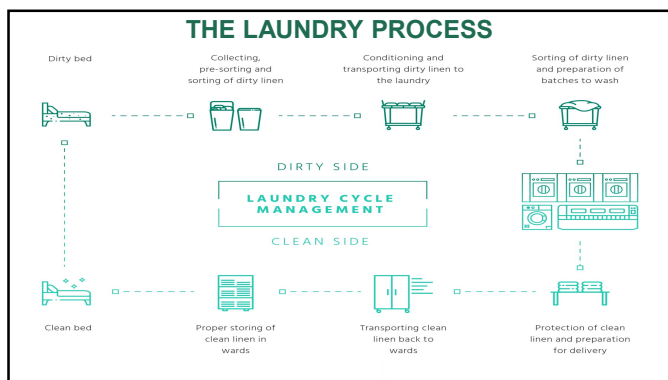 THE LAUNDRY PROCESS
Dirty bed
Collecting,
pre-sorting and
sorting of dirty linen
Conditioning and
transporting dirty linen to
the laundry
Sorting of dirty linen
and preparation of
batches to wash
DIRTY SIDE
LAUNDRY CYCLE
MANAGEMENT
CLEAN SIDE
Clean bed
Proper storing of
clean linen in
wards
Transporting clean
linen back to
wards
Protection of clean
linen and preparation
for delivery